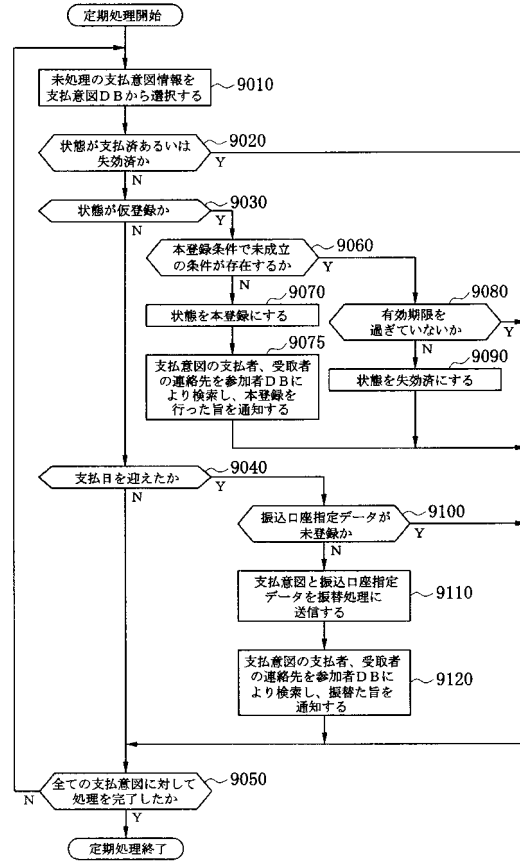 定期処理開始
未処理の支払意図情報を
支払意図DBから選択する
9010
状態が支払済あるいは
失効済か
9020
Y
N
状態が仮登録か
9030
Y
N
本登録条件で未成立
の条件が存在するか
9060
Y
N
状態を本登録にする
9070
有効期限を
過ぎていないか
9080
Y
N
支払意図の支払者、受取者
の連絡先を参加者DBに
より検索し、本登録を
行った旨を通知する
9075
状態を失効済にする
9090
支払日を迎えたか
9040
Y
N
振込口座指定データが
未登録か
9100
Y
N
支払意図と振込口座指定
データを振替処理に
送信する
9110
支払意図の支払者、受取者
の連絡先を参加者DBに
より検索し、振替た旨を
通知する
9120
全ての支払意図に対して
処理を完了したか
9050
N
Y
定期処理終了